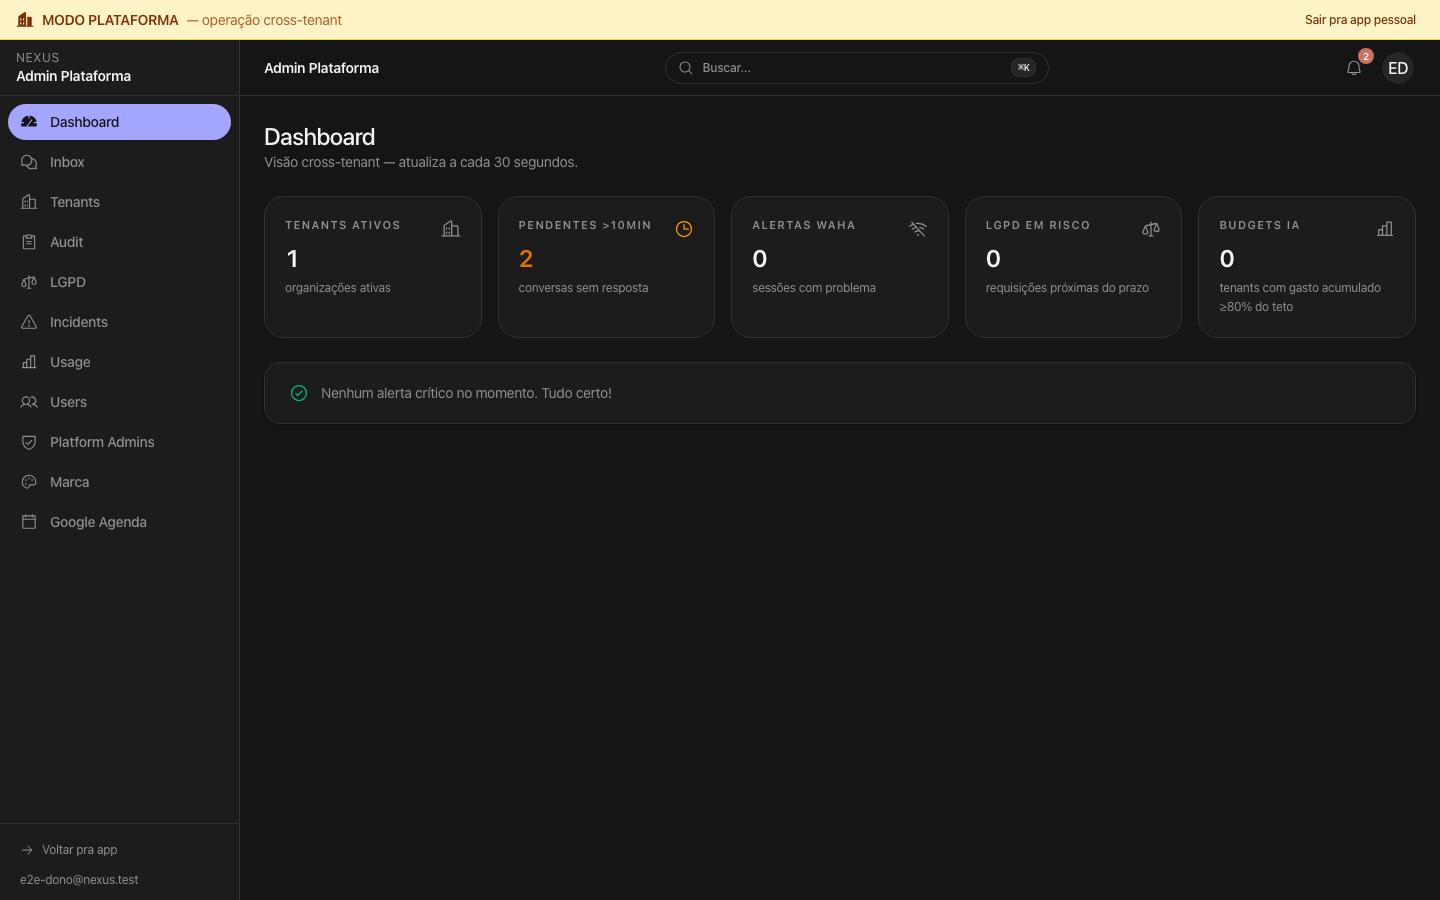 MODO PLATAFORMA — operação cross-tenant
Sair pra app pessoal
NEXUS
Admin Plataforma
Admin Plataforma
Buscar...
⌘K
2
ED
Dashboard
Inbox
Tenants
Audit
LGPD
Incidents
Usage
Users
Platform Admins
Marca
Google Agenda
Voltar pra app
e2e-dono@nexus.test
Dashboard
Visão cross-tenant — atualiza a cada 30 segundos.
TENANTS ATIVOS
1
organizações ativas
PENDENTES >10MIN
2
conversas sem resposta
ALERTAS WAHA
0
sessões com problema
LGPD EM RISCO
0
requisições próximas do prazo
BUDGETS IA
0
tenants com gasto acumulado
≥80% do teto
Nenhum alerta crítico no momento. Tudo certo!